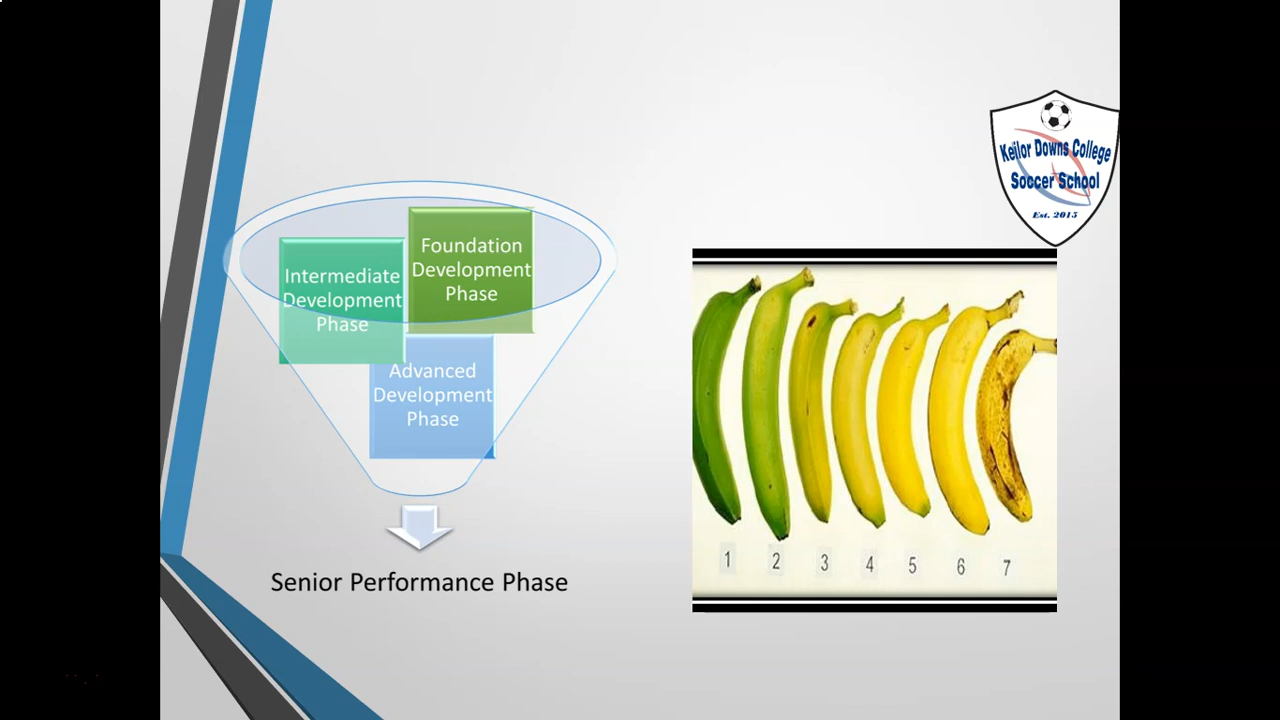 Keilor Downs College
Soccer School
Est. 2015
Foundation
Development
Phase
Intermediate
Development
Phase
Advanced
Development
Phase
Senior Performance Phase
1 2 3 4 5 6 7